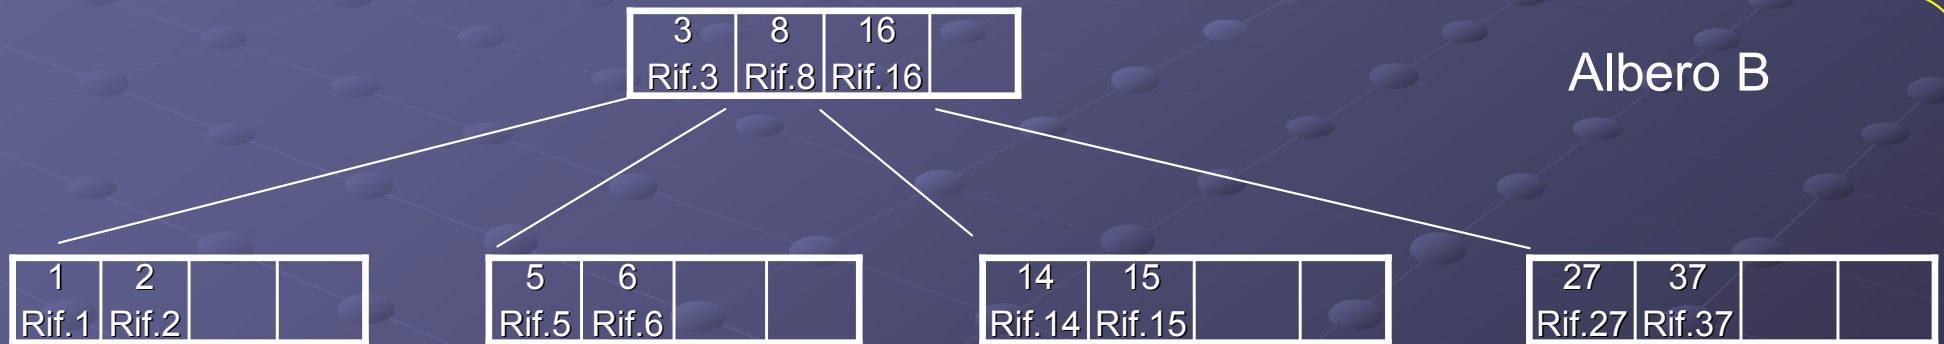 3 8 16
Rif.3 Rif.8 Rif.16
Albero B
1 2
Rif.1 Rif.2
5 6
Rif.5 Rif.6
14 15
Rif.14 Rif.15
27 37
Rif.27 Rif.37